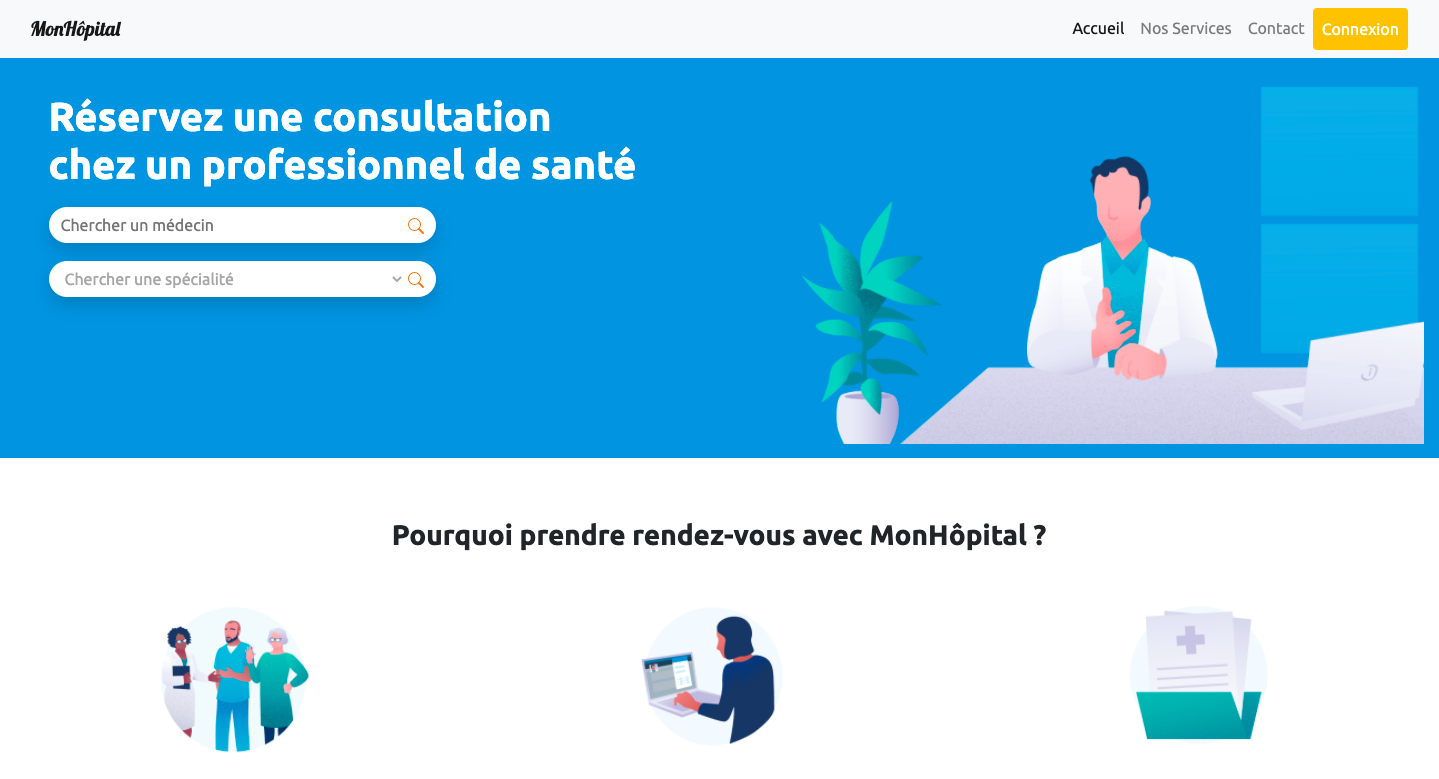 MonHôpital
Accueil Nos Services Contact Connexion
Réservez une consultation
chez un professionnel de santé
Chercher un médecin
Chercher une spécialité
Pourquoi prendre rendez-vous avec MonHôpital ?